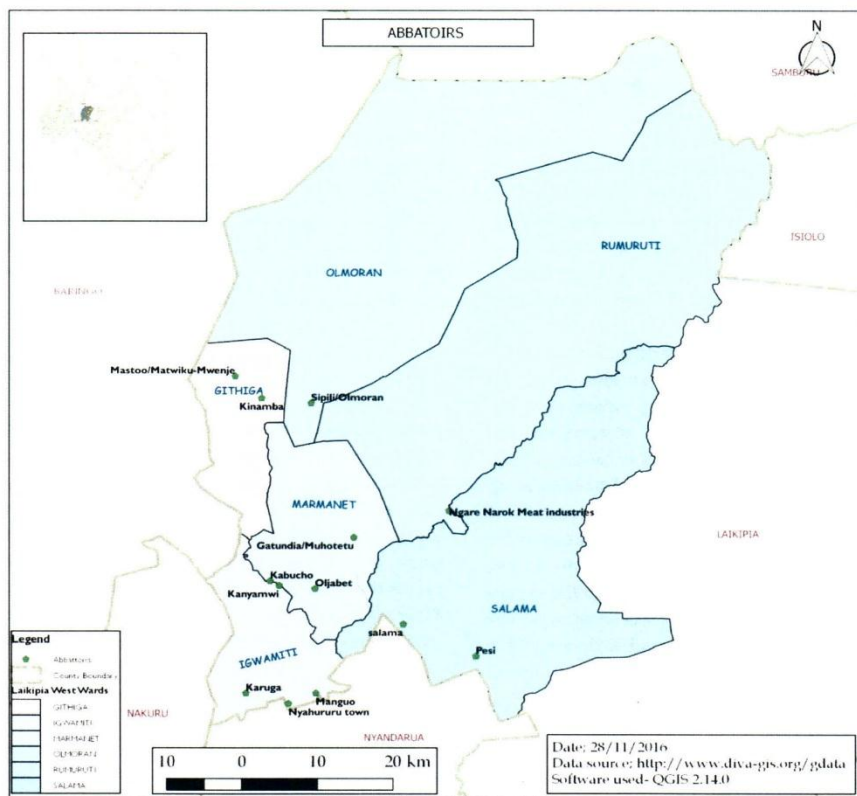 ABBATOIRS
N
SAMBURU
ISIOLO
RUMURUTI
OLMORAN
Mastoo/Matwiku-Mwenje
GITHIGA
Kinamba
Sipili/Olmoran
MARMANET
Ngare Narok Meat industries
LAIKIPIA
Gatundia/Muhotetu
Kabucho
Kanyamwi
Oljabet
SALAMA
salama
Pesi
IGWAMITI
Karuga
Manguo
Nyahururu town
NAKURU
NYANDARUA
Legend
Abbatoirs
County Boundary
Laikipia West Wards
GITHIGA
IGWAMITI
MARMANET
OLMORAN
RUMURUTI
SALAMA
10 0 10 20 km
Date: 28/11/2016
Data source: http://www.diva-gis.org/gdata
Software used- QGIS 2.14.0